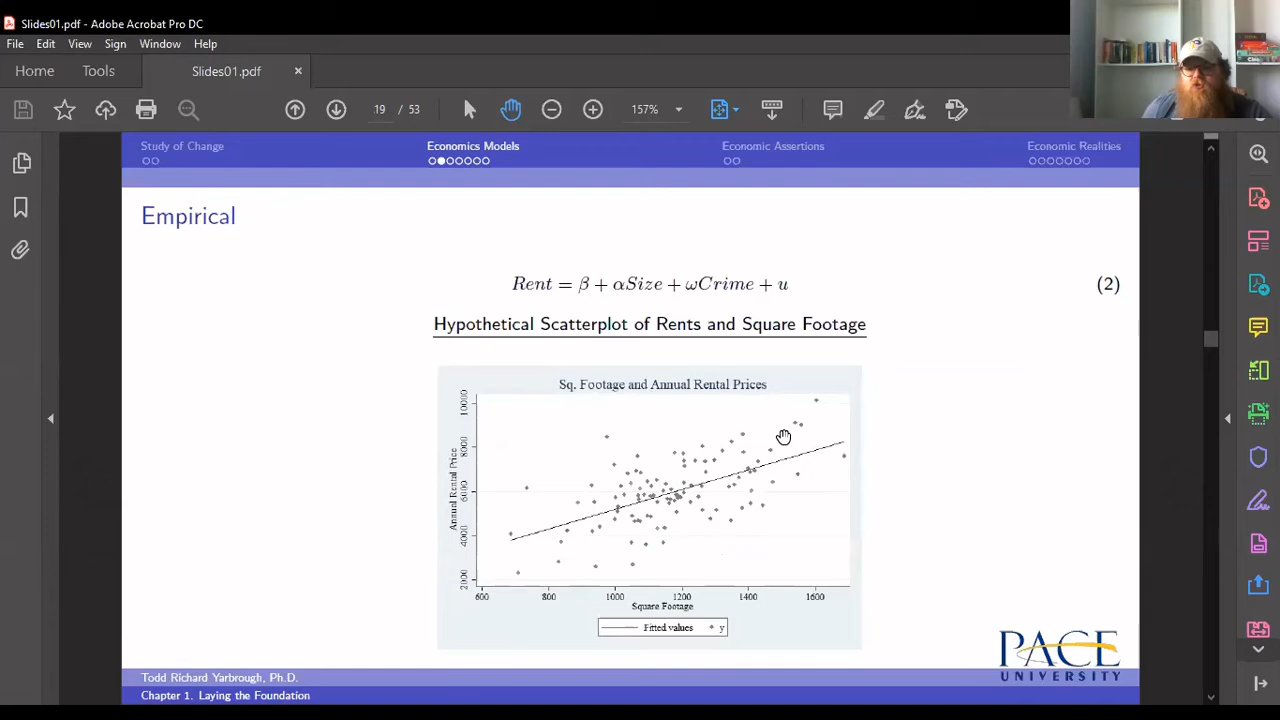 Slides01.pdf - Adobe Acrobat Pro DC
File Edit View Sign Window Help
Home Tools Slides01.pdf ×
19 / 53 157%
Study of Change Economics Models Economic Assertions Economic Realities
Empirical
Rent = β + αSize + ωCrime + u (2)
Hypothetical Scatterplot of Rents and Square Footage
Sq. Footage and Annual Rental Prices
10000
8000
6000
4000
2000
Annual Rental Price
600 800 1000 1200 1400 1600
Square Footage
Fitted values y
PACE
UNIVERSITY
Todd Richard Yarbrough, Ph.D.
Chapter 1. Laying the Foundation